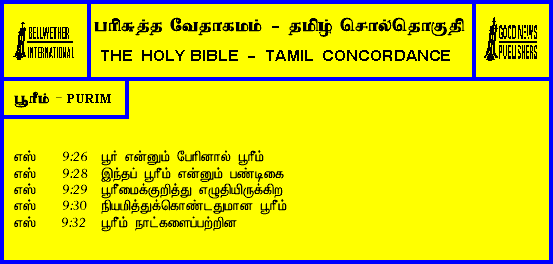 BELLWETHER
INTERNATIONAL
பரிசுத்த வேதாகமம் - தமிழ் சொல்தொகுதி
THE HOLY BIBLE - TAMIL CONCORDANCE
GOOD NEWS
PUBLISHERS
பூரீம் - PURIM
எஸ் 9:26 பூர் என்னும் பேரினால் பூரீம்
எஸ் 9:28 இந்தப் பூரீம் என்னும் பண்டிகை
எஸ் 9:29 பூரீமைக்குறித்து எழுதியிருக்கிற
எஸ் 9:30 நியமித்துக்கொண்டதுமான பூரீம்
எஸ் 9:32 பூரீம் நாட்களைப்பற்றின